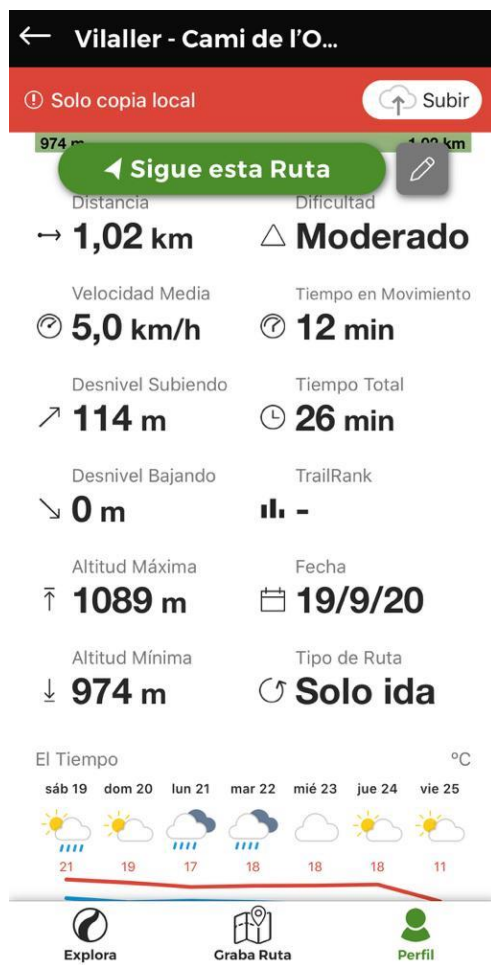 Vilaller - Cami de l'O...
Solo copia local
Subir
974 m 1,02 km
Sigue esta Ruta
Distancia Dificultad
1,02 km Moderado
Velocidad Media Tiempo en Movimiento
5,0 km/h 12 min
Desnivel Subiendo Tiempo Total
114 m 26 min
Desnivel Bajando TrailRank
0 m -
Altitud Máxima Fecha
1089 m 19/9/20
Altitud Mínima Tipo de Ruta
974 m Solo ida
El Tiempo ºC
sáb 19 dom 20 lun 21 mar 22 mié 23 jue 24 vie 25
21 19 17 18 18 18 11
Explora Graba Ruta Perfil